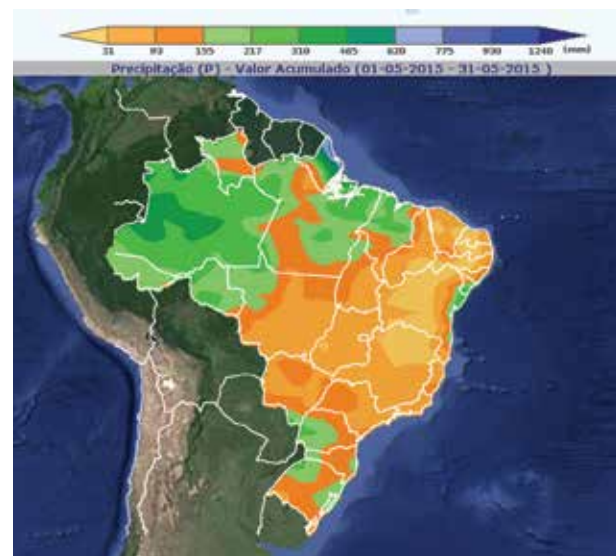 31 93 155 217 310 465 620 775 930 1240 (mm)
Precipitação (P) - Valor Acumulado (01-05-2015 - 31-05-2015 )